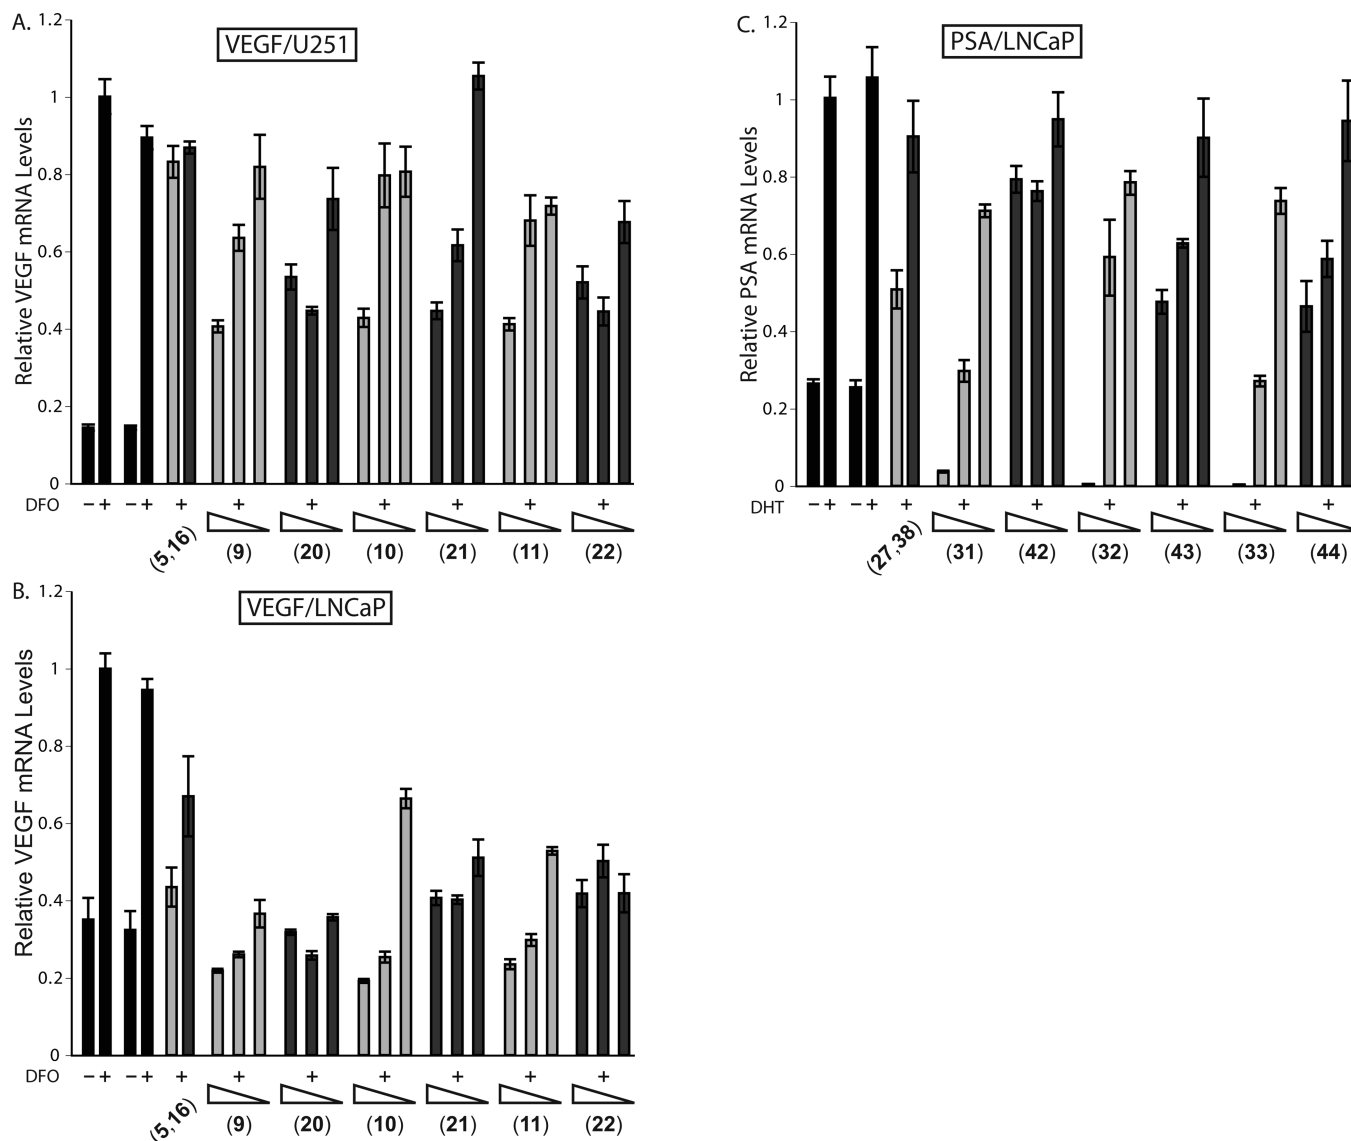 A.
VEGF/U251
Relative VEGF mRNA Levels
1.2
1
0.8
0.6
0.4
0.2
0
DFO − + − + + + + + + + +
(5,16) (9) (20) (10) (21) (11) (22)
B.
VEGF/LNCaP
Relative VEGF mRNA Levels
1.2
1
0.8
0.6
0.4
0.2
0
DFO − + − + + + + + + + +
(5,16) (9) (20) (10) (21) (11) (22)
C.
PSA/LNCaP
Relative PSA mRNA Levels
1.2
1
0.8
0.6
0.4
0.2
0
DHT − + − + + + + + + + +
(27,38) (31) (42) (32) (43) (33) (44)